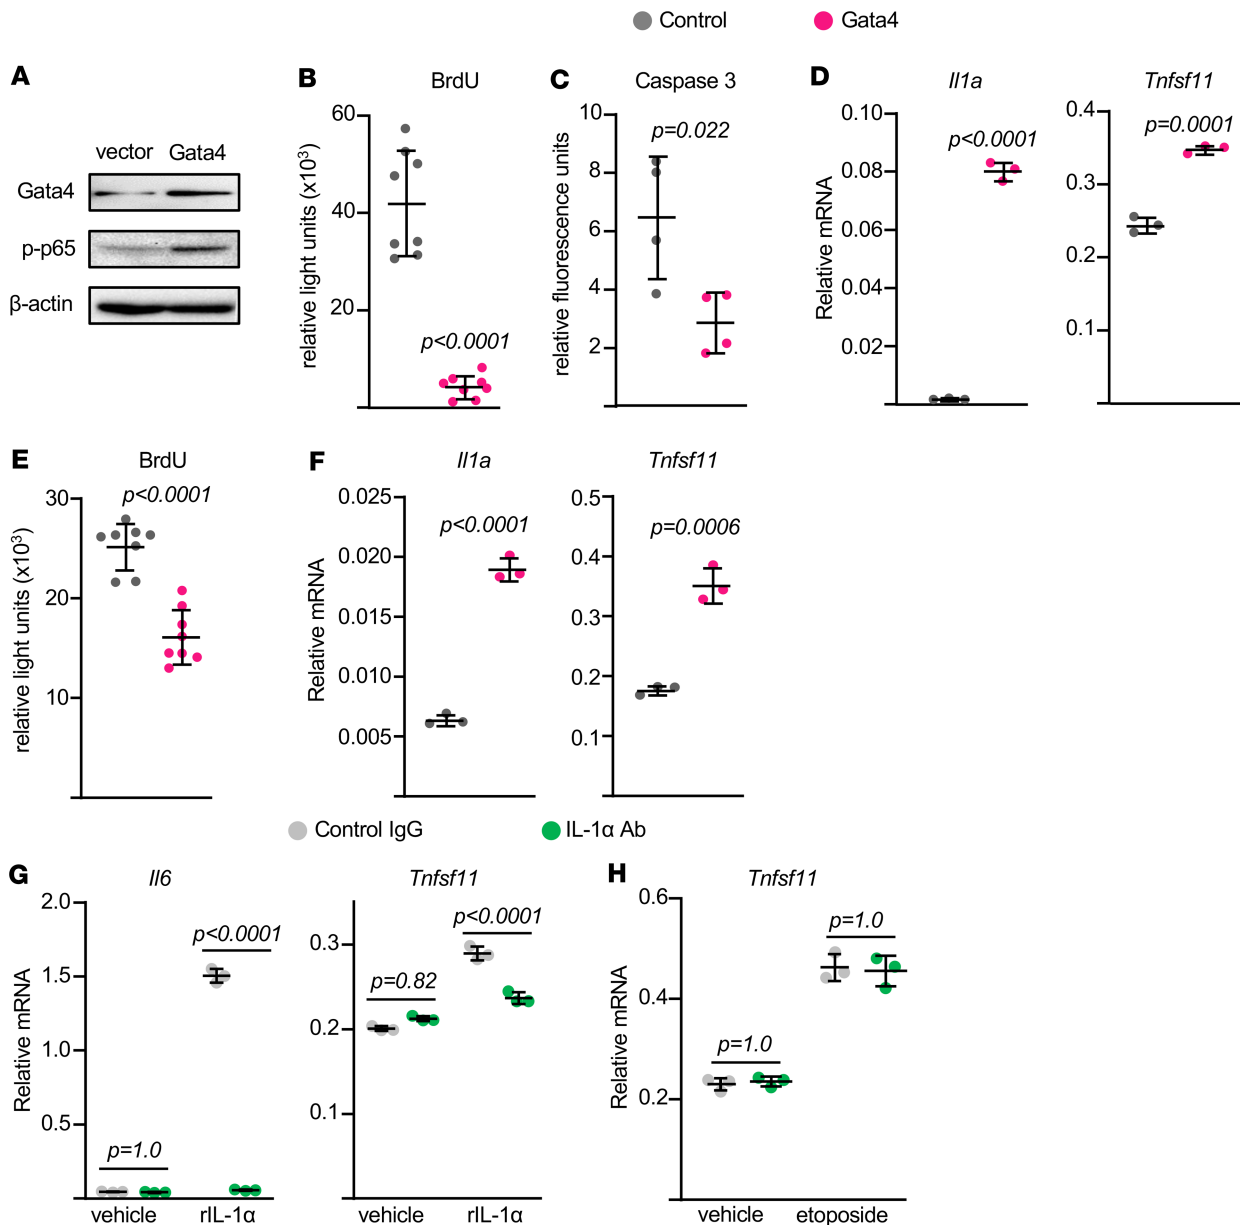 Control Gata4
A
vector Gata4
Gata4
p-p65
β-actin
B
BrdU
relative light units (x10³)
60
40
20
p<0.0001
C
Caspase 3
relative fluorescence units
10
8
6
4
2
p=0.022
D
Il1a
Relative mRNA
0.10
0.08
0.06
0.04
0.02
p<0.0001
Tnfsf11
0.4
0.3
0.2
0.1
p=0.0001
E
BrdU
relative light units (x10³)
30
20
10
p<0.0001
F
Il1a
Relative mRNA
0.025
0.020
0.015
0.010
0.005
p<0.0001
Tnfsf11
0.5
0.4
0.3
0.2
0.1
p=0.0006
Control IgG IL-1α Ab
G
Il6
Relative mRNA
2.0
1.5
1.0
0.5
p<0.0001
p=1.0
vehicle rIL-1α
Tnfsf11
0.3
0.2
0.1
p<0.0001
p=0.82
vehicle rIL-1α
H
Tnfsf11
Relative mRNA
0.6
0.4
0.2
p=1.0
p=1.0
vehicle etoposide